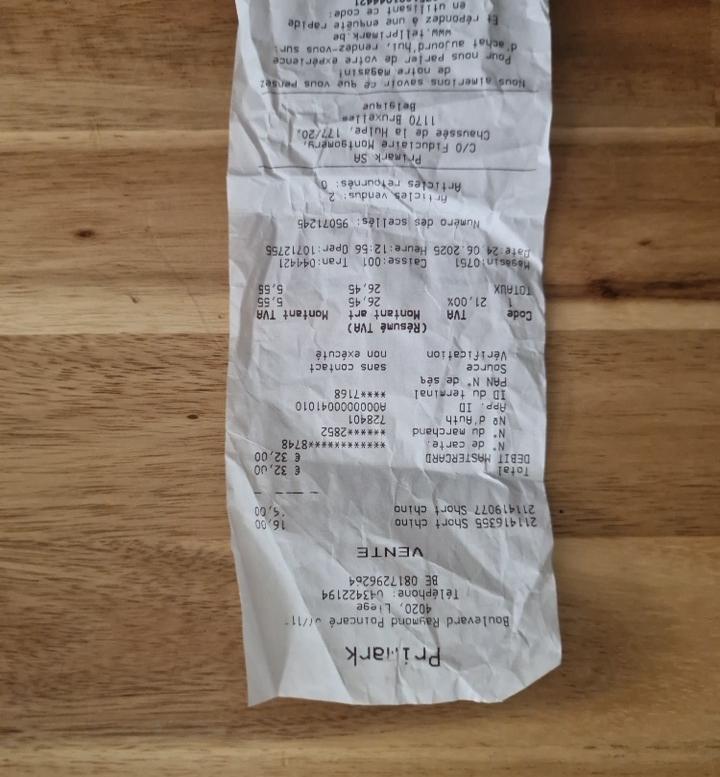 Primark
Boulevard Raymond Poincaré
4020, Liege
Téléphone: 043422194
BE 0817296264
VENTE
211416355 Short chino 16,00
211419077 Short chino
Total € 32,00
DEBIT MASTERCARD € 32,00
N° de carte: ************8748
N° du marchand ******2852
Nº d'Auth 728401
App. ID. A0000000041010
ID du terminal ****7168
PAN N° de séq
Source sans contact
Vérification non exécuté
(Résumé TVA)
Code TVA Montant art Montant TVA
1 21,00% 26,45 5,55
TOTAUX 26,45 5,55
Magasin:0751 Caisse:001 Tran:044421
Date:24.06.2025 Heure:12:56 Oper:10712755
Numéro des scellés: 95071245
Articles vendus: 2
Articles retournés: 0
Primark SA
C/O Fiduciaire Montgomery,
Chaussée de la Hulpe, 177/20,
1170 Bruxelles
Belgique
Nous aimerions savoir ce que vous pensez
de notre magasin!
Pour nous parler de votre expérience
d'achat aujourd'hui, rendez-vous sur:
www.tellprimark.be
Et répondez à une enquête rapide
en utilisant ce code: